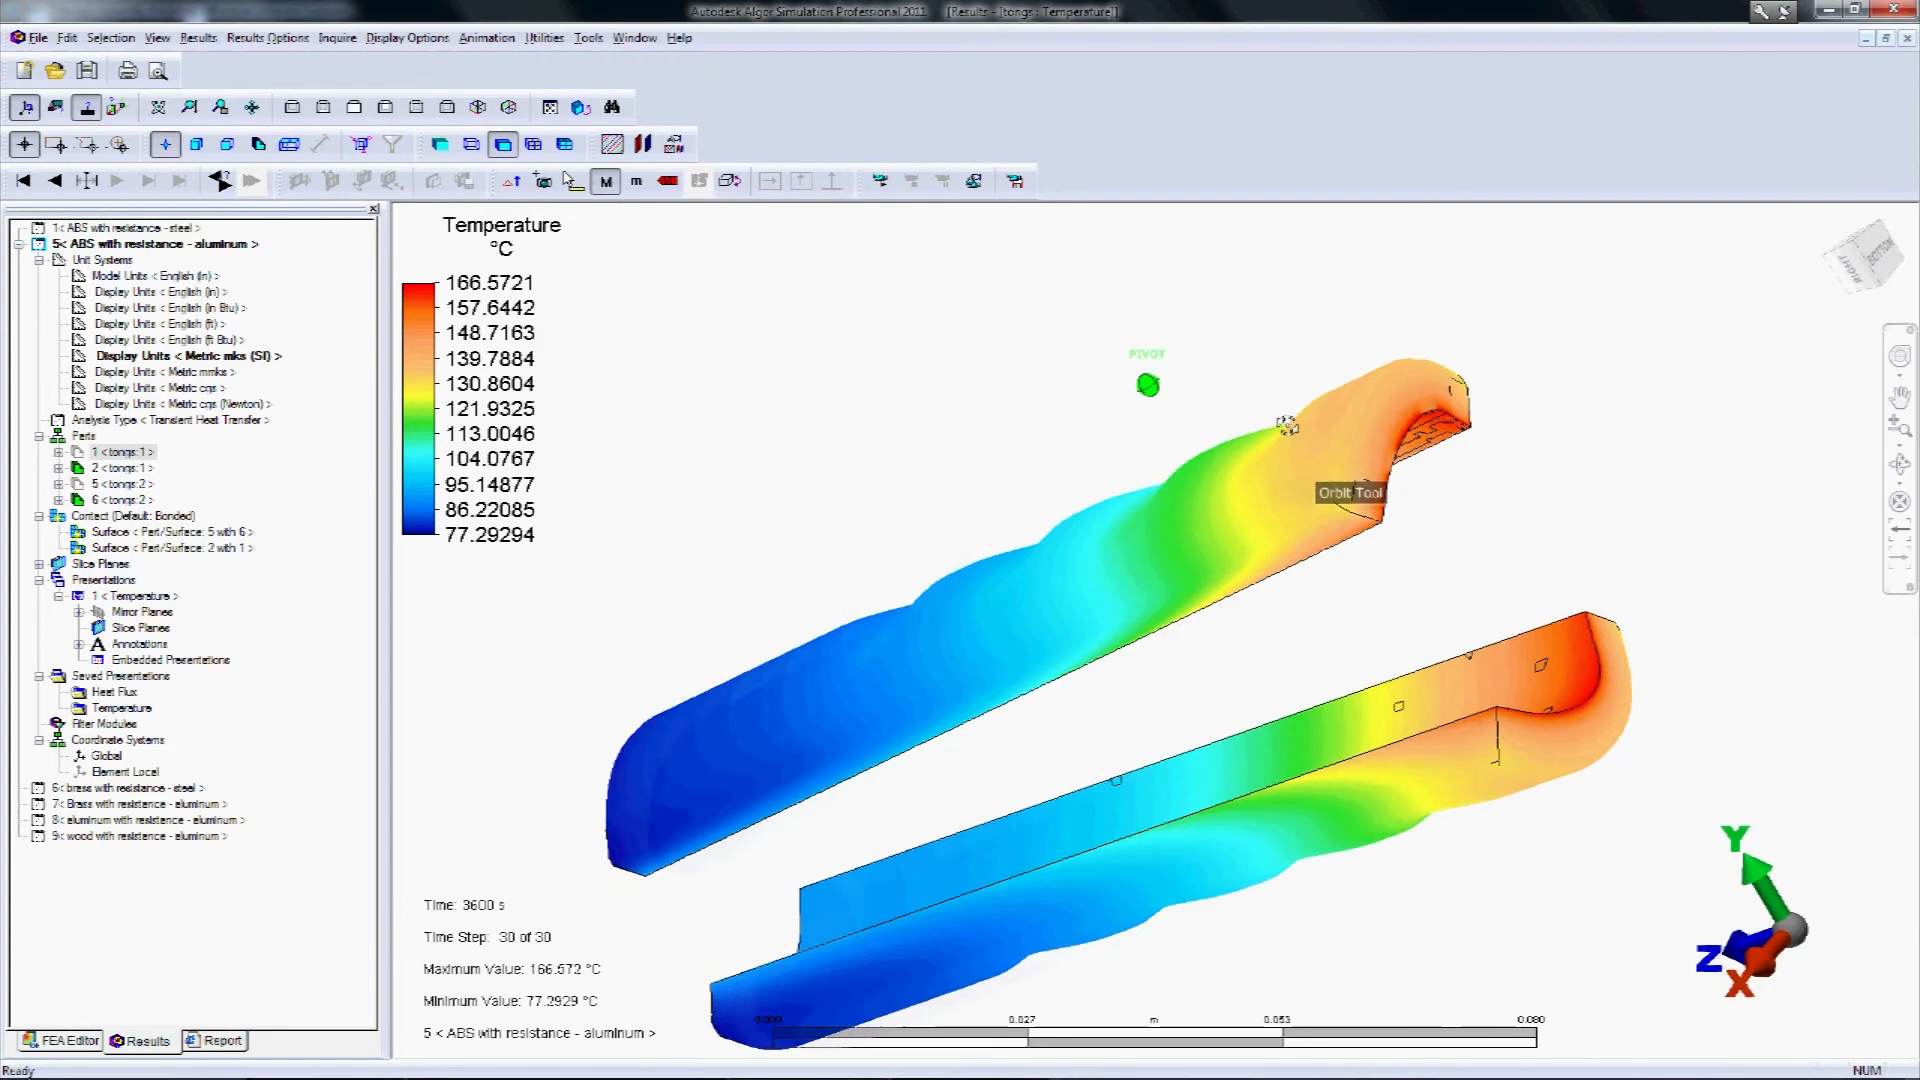 Autodesk Algor Simulation Professional 2011 [Results - [tongs : Temperature]]
File Edit Selection View Results Results Options Inquire Display Options Animation Utilities Tools Window Help
1< ABS with resistance - steel >
5< ABS with resistance - aluminum >
Unit Systems
Model Units < English (in) >
Display Units < English (in) >
Display Units < English (in Btu) >
Display Units < English (ft) >
Display Units < English (ft Btu) >
Display Units < Metric mks (SI) >
Display Units < Metric mmks >
Display Units < Metric cgs >
Display Units < Metric cgs (Newton) >
Analysis Type < Transient Heat Transfer >
Parts
1 < tongs:1 >
2 < tongs:1 >
5 < tongs:2 >
6 < tongs:2 >
Contact (Default: Bonded)
Surface < Part/Surface: 5 with 6 >
Surface < Part/Surface: 2 with 1 >
Slice Planes
Presentations
1 < Temperature >
Mirror Planes
Slice Planes
Annotations
Embedded Presentations
Saved Presentations
Heat Flux
Temperature
Filter Modules
Coordinate Systems
Global
Element Local
6< brass with resistance - steel >
7< Brass with resistance - aluminum >
8< aluminum with resistance - aluminum >
9< wood with resistance - aluminum >
FEA Editor Results Report
Ready
Temperature
°C
166.5721
157.6442
148.7163
139.7884
130.8604
121.9325
113.0046
104.0767
95.14877
86.22085
77.29294
PIVOT
Orbit Tool
RIGHT
BOTTOM
Time: 3600 s
Time Step: 30 of 30
Maximum Value: 166.572 °C
Minimum Value: 77.2929 °C
5 < ABS with resistance - aluminum >
0.000 0.027 m 0.053 0.080
Y
Z
X
NUM